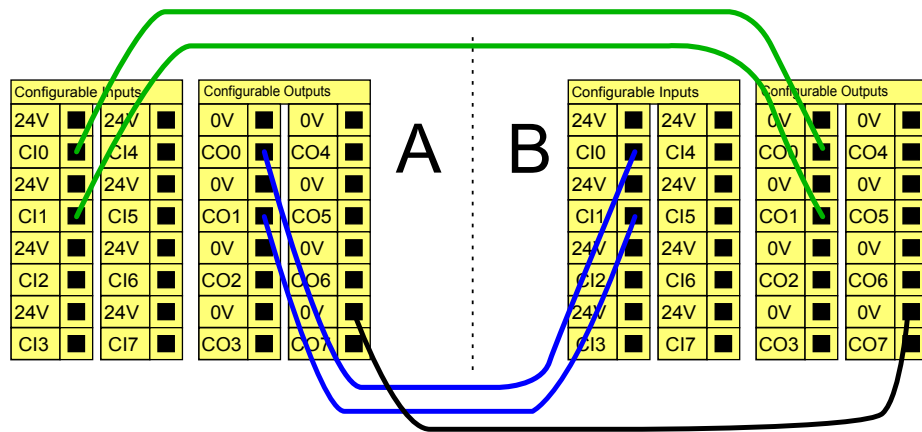 Configurable Inputs
24V 24V
CI0 CI4
24V 24V
CI1 CI5
24V 24V
CI2 CI6
24V 24V
CI3 CI7
Configurable Outputs
0V 0V
CO0 CO4
0V 0V
CO1 CO5
0V 0V
CO2 CO6
0V 0V
CO3 CO7
A
B
Configurable Inputs
24V 24V
CI0 CI4
24V 24V
CI1 CI5
24V 24V
CI2 CI6
24V 24V
CI3 CI7
Configurable Outputs
0V 0V
CO0 CO4
0V 0V
CO1 CO5
0V 0V
CO2 CO6
0V 0V
CO3 CO7